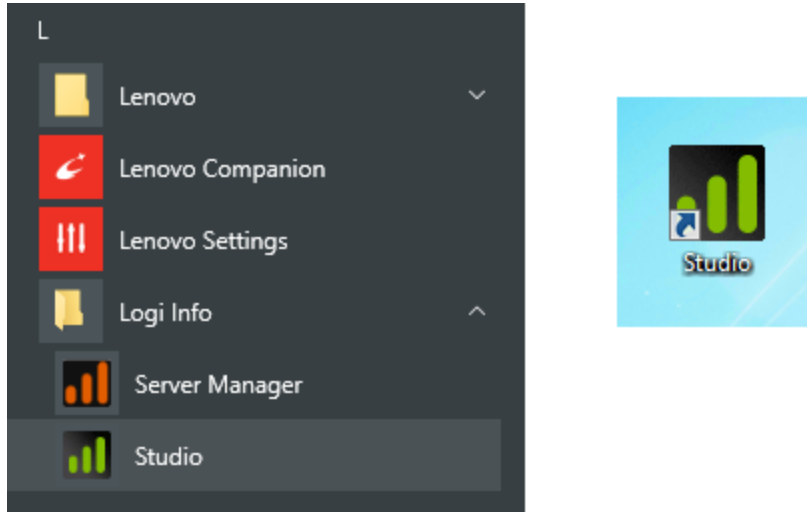 L
Lenovo
Lenovo Companion
Lenovo Settings
Logi Info
Server Manager
Studio
Studio